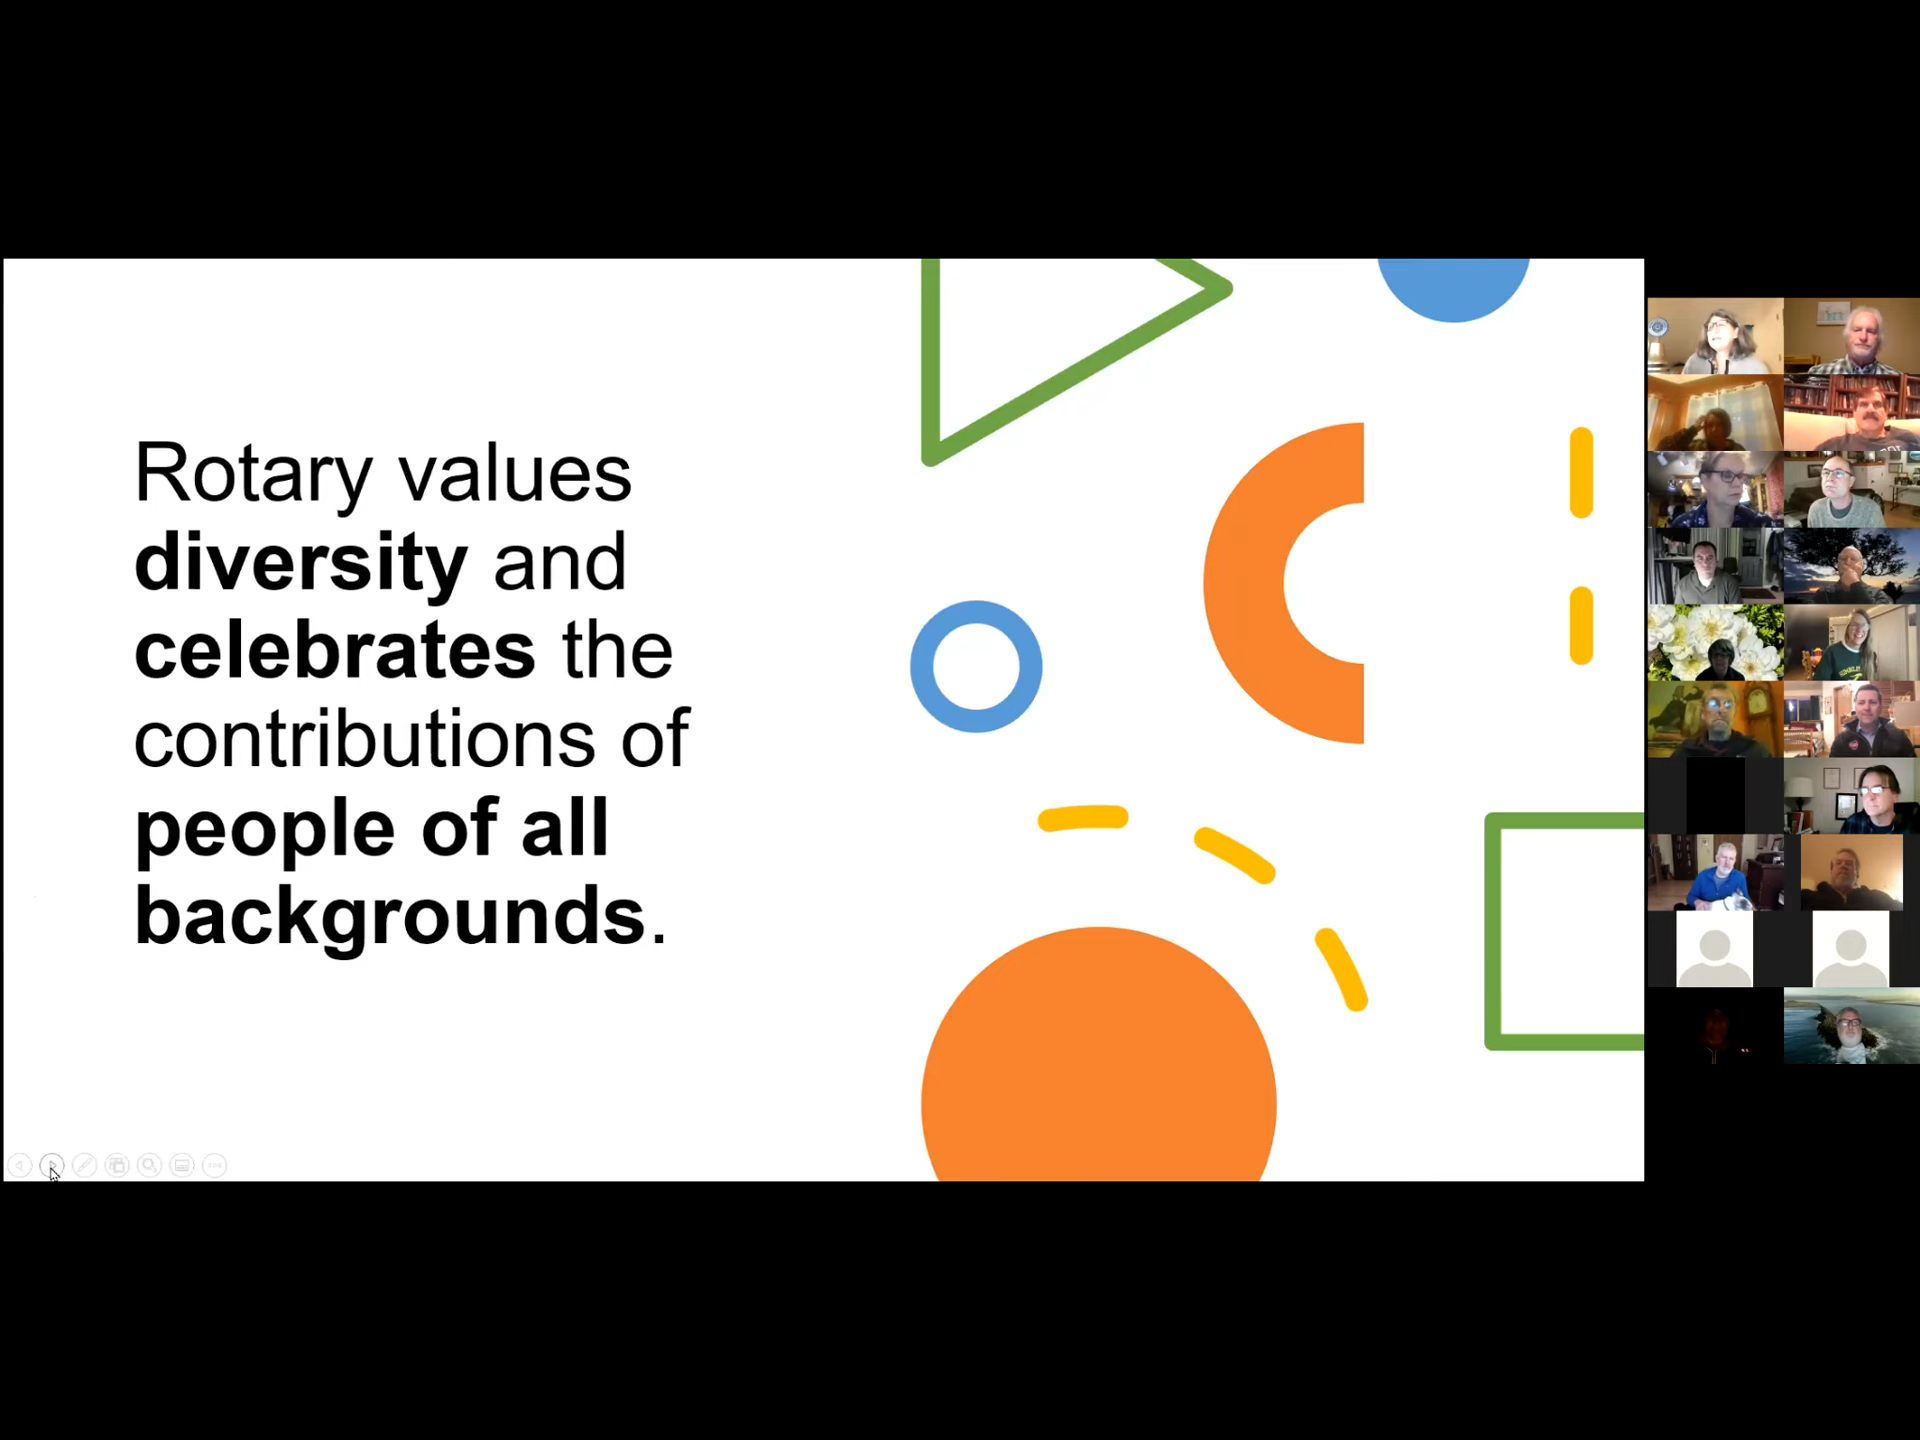 Rotary values
diversity and
celebrates the
contributions of
people of all
backgrounds.